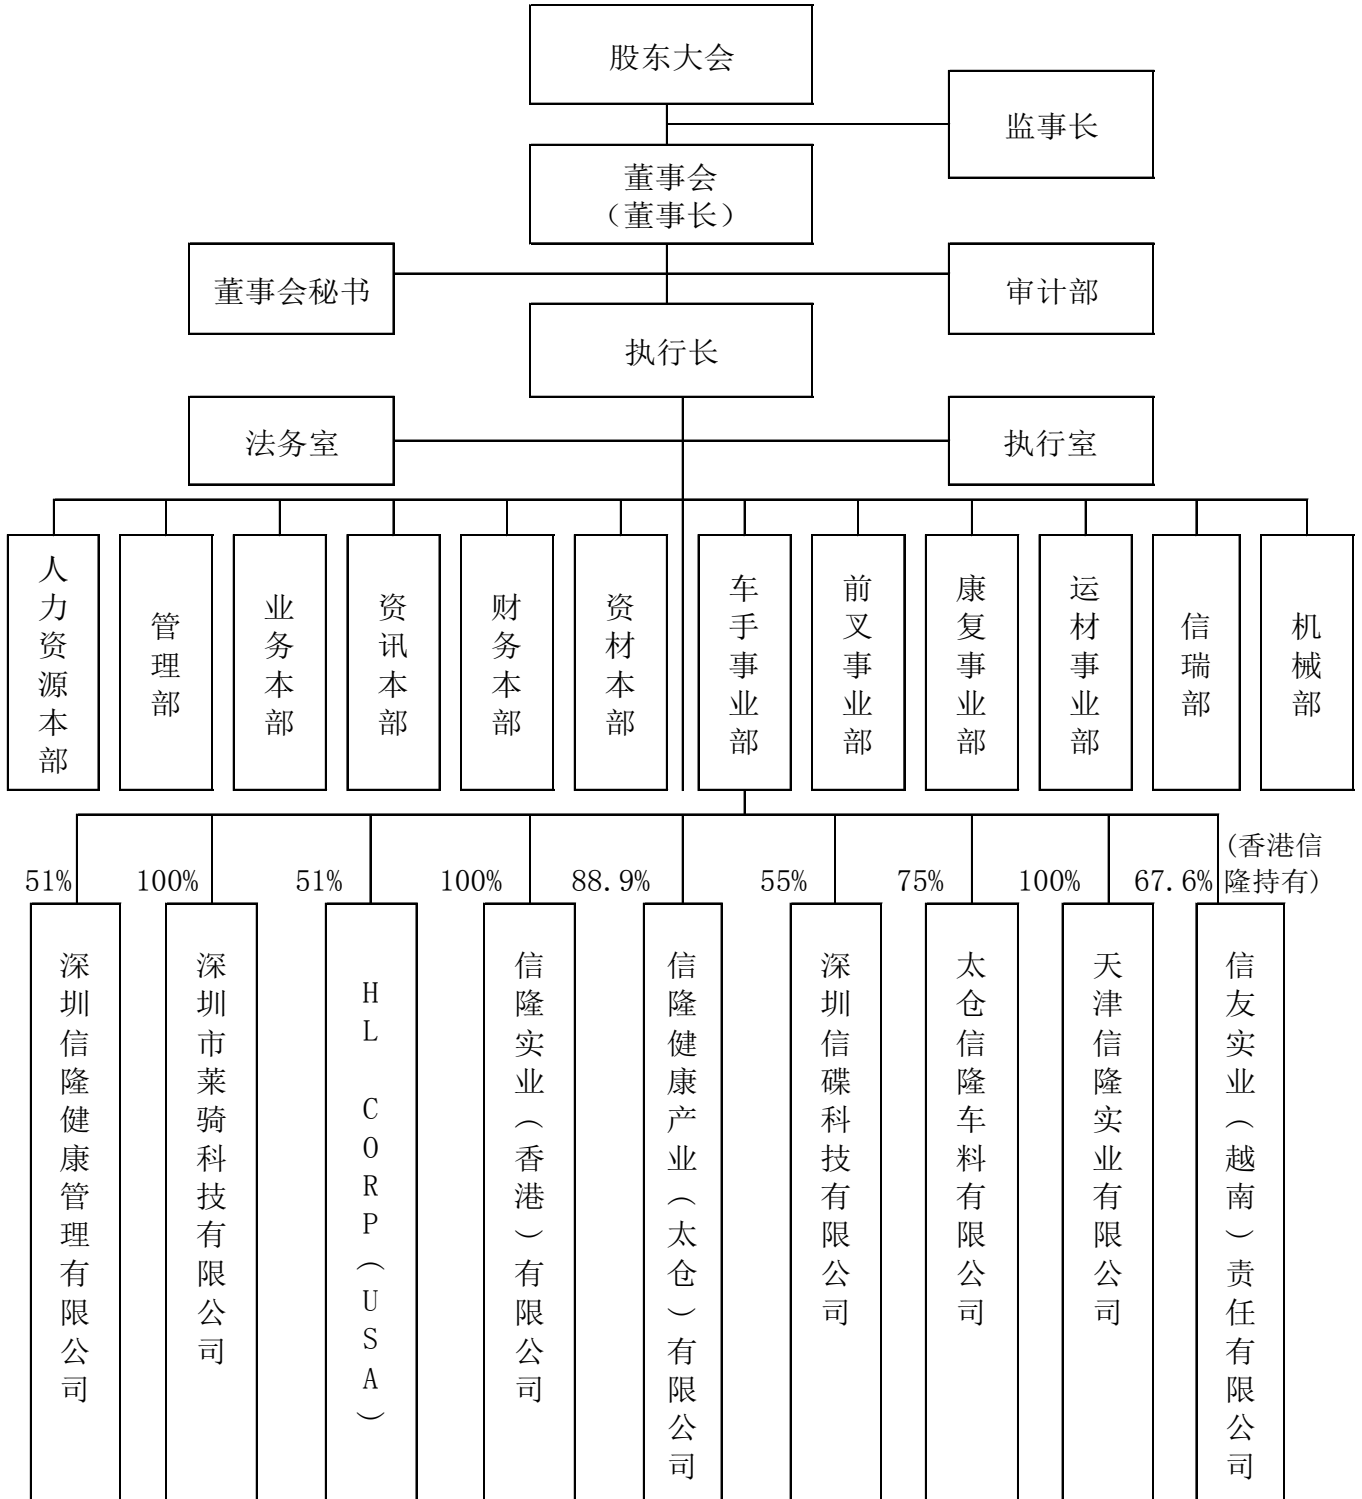 股东大会
监事长
董事会
（董事长）
董事会秘书
审计部
执行长
法务室
执行室
人力资源本部
管理部
业务本部
资讯本部
财务本部
资材本部
车手事业部
前叉事业部
康复事业部
运材事业部
信瑞部
机械部
51%
100%
51%
100%
88.9%
55%
75%
100%
67.6%
(香港信
隆持有)
深圳信隆健康管理有限公司
深圳市莱骑科技有限公司
HL CORP（USA）
信隆实业（香港）有限公司
信隆健康产业（太仓）有限公司
深圳信碟科技有限公司
太仓信隆车料有限公司
天津信隆实业有限公司
信友实业（越南）责任有限公司